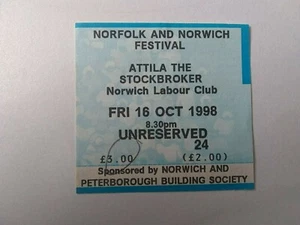 NORFOLK AND NORWICH
FESTIVAL
ATTILA THE
STOCKBROKER
Norwich Labour Club
FRI 16 OCT 1998
8.30pm
UNRESERVED
24
£3.00 (£2.00)
Sponsored by NORWICH AND
PETERBOROUGH BUILDING SOCIETY